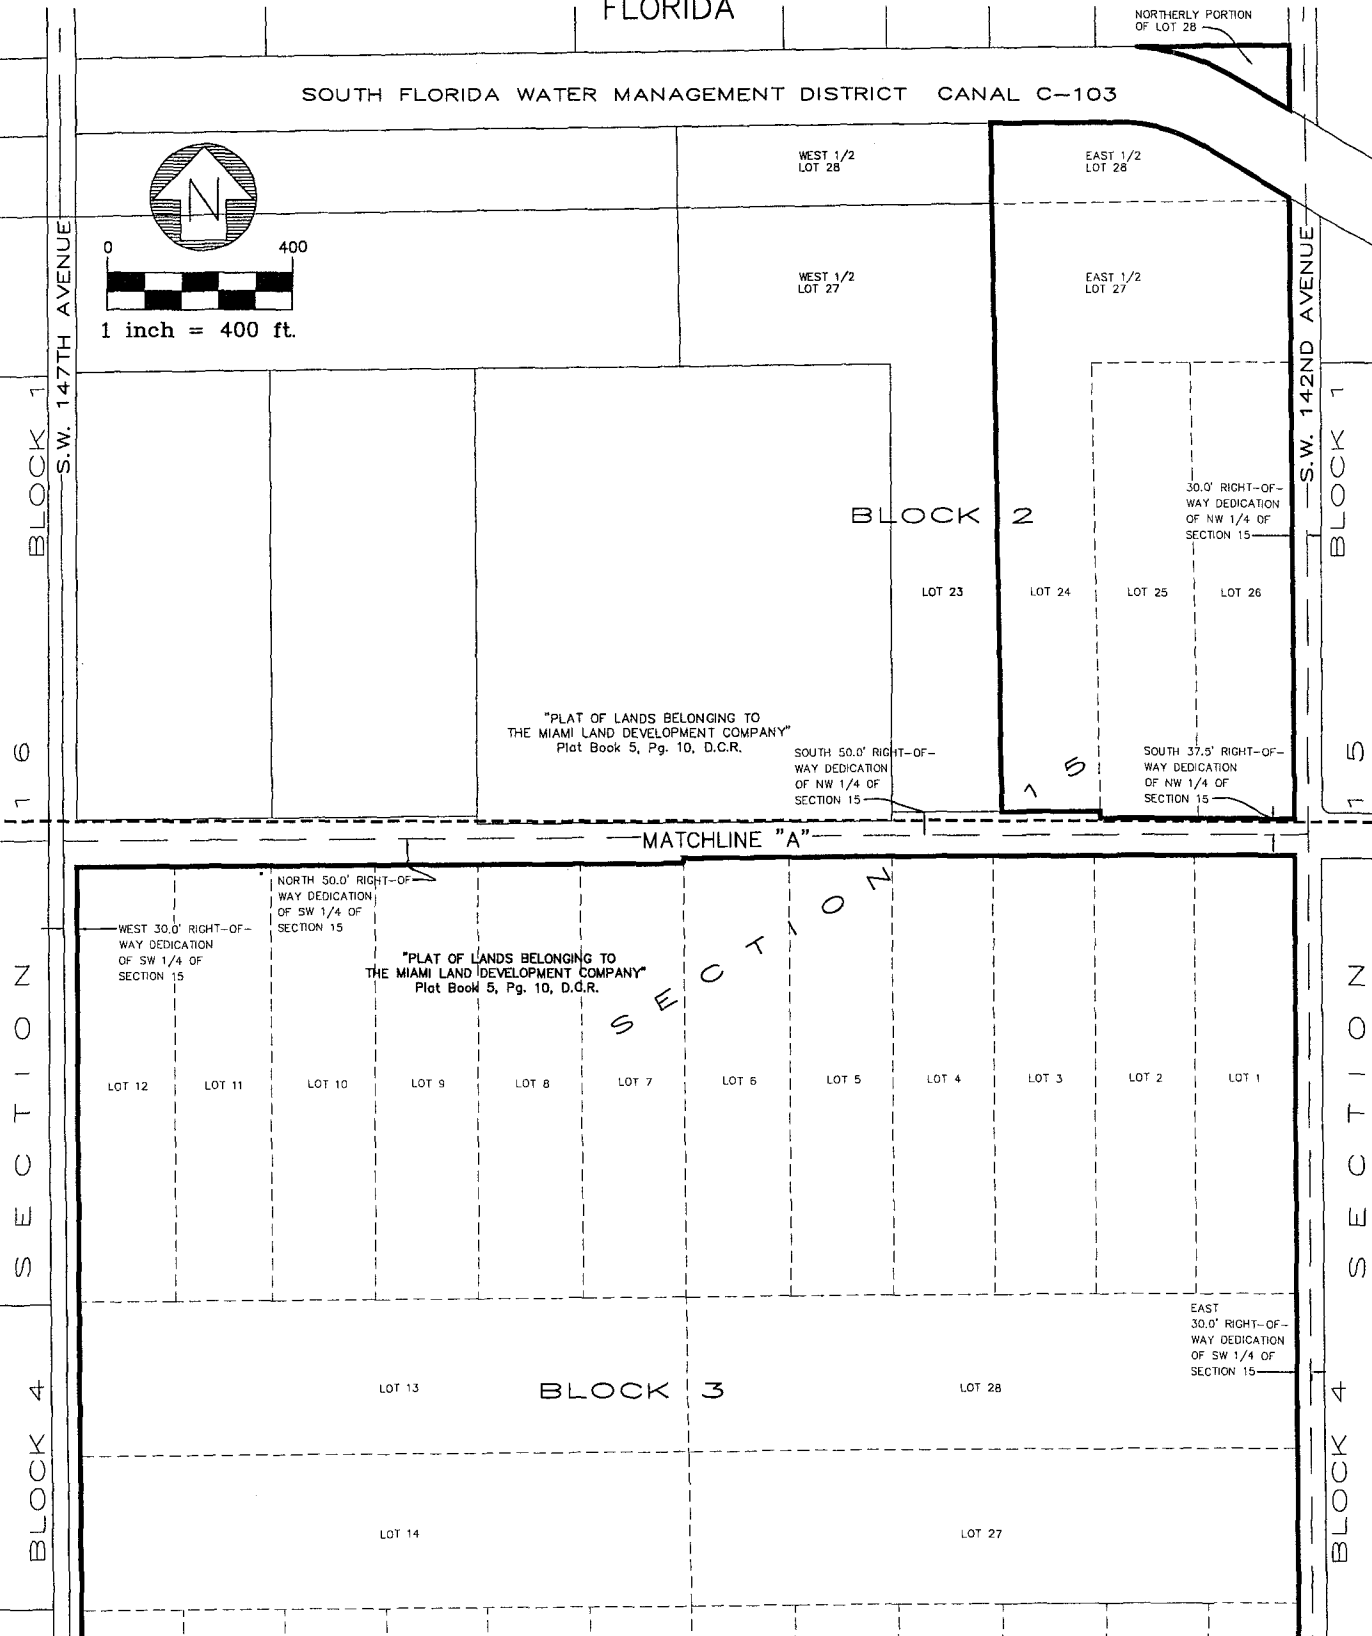 FLORIDA
NORTHERLY PORTION
OF LOT 28
SOUTH FLORIDA WATER MANAGEMENT DISTRICT CANAL C-103
WEST 1/2
LOT 28
EAST 1/2
LOT 28
N
0 400
1 inch = 400 ft.
WEST 1/2
LOT 27
EAST 1/2
LOT 27
S.W. 147TH AVENUE
S.W. 142ND AVENUE
BLOCK 1
BLOCK 1
BLOCK 2
30.0' RIGHT-OF-
WAY DEDICATION
OF NW 1/4 OF
SECTION 15
LOT 23
LOT 24
LOT 25
LOT 26
"PLAT OF LANDS BELONGING TO
THE MIAMI LAND DEVELOPMENT COMPANY"
Plat Book 5, Pg. 10, D.C.R.
SOUTH 50.0' RIGHT-OF-
WAY DEDICATION
OF NW 1/4 OF
SECTION 15
SOUTH 37.5' RIGHT-OF-
WAY DEDICATION
OF NW 1/4 OF
SECTION 15
MATCHLINE "A"
NORTH 50.0' RIGHT-OF-
WAY DEDICATION
OF SW 1/4 OF
SECTION 15
WEST 30.0' RIGHT-OF-
WAY DEDICATION
OF SW 1/4 OF
SECTION 15
"PLAT OF LANDS BELONGING TO
THE MIAMI LAND DEVELOPMENT COMPANY"
Plat Book 5, Pg. 10, D.C.R.
SECTION 15
SECTION 16
SECTION 15
LOT 12
LOT 11
LOT 10
LOT 9
LOT 8
LOT 7
LOT 6
LOT 5
LOT 4
LOT 3
LOT 2
LOT 1
EAST
30.0' RIGHT-OF-
WAY DEDICATION
OF SW 1/4 OF
SECTION 15
LOT 13
BLOCK 3
LOT 28
BLOCK 4
BLOCK 4
LOT 14
LOT 27